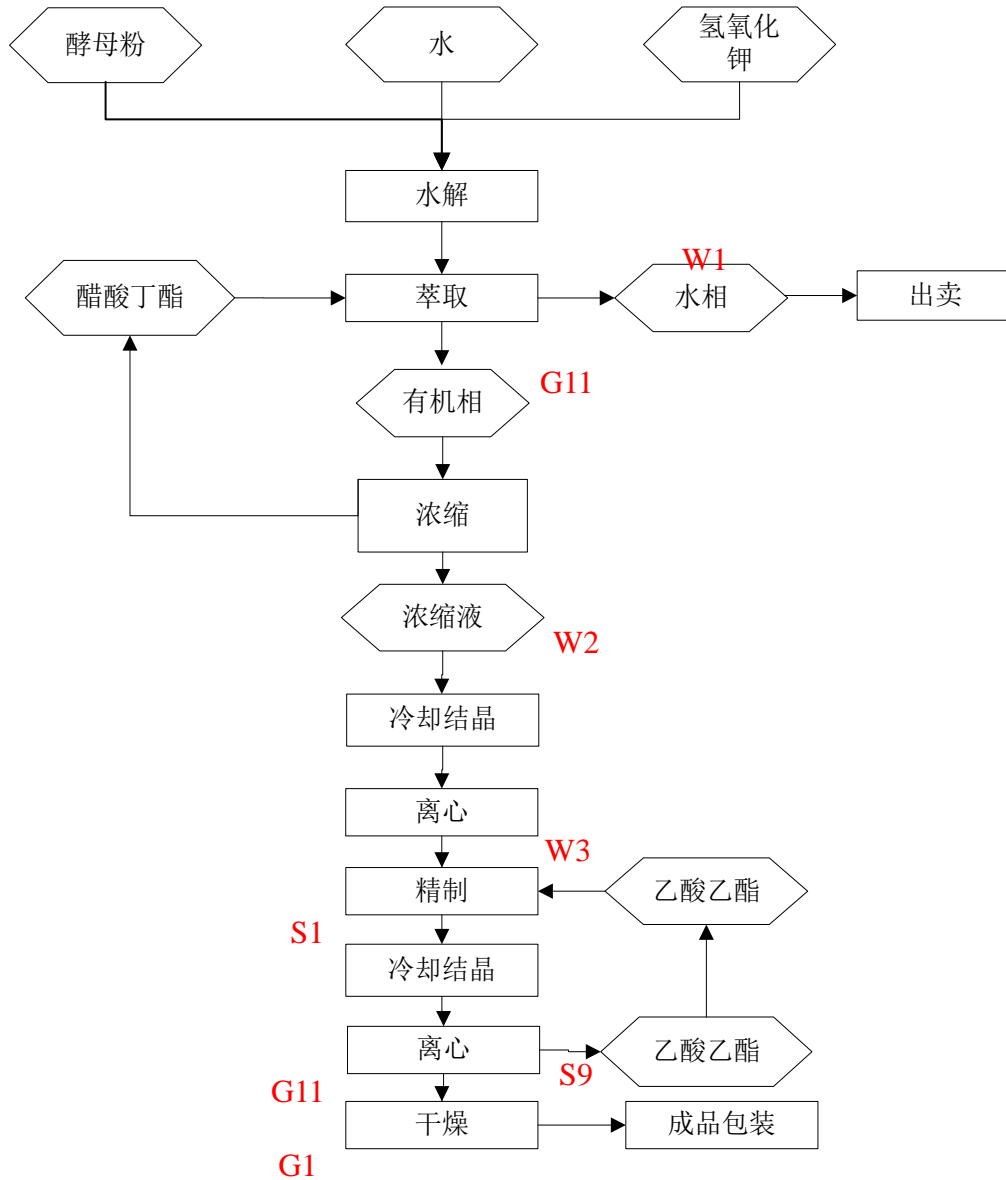 酵母粉
水
氢氧化
钾
水解
醋酸丁酯
萃取
W1
水相
出卖
有机相
G11
浓缩
浓缩液
W2
冷却结晶
离心
W3
精制
乙酸乙酯
S1
冷却结晶
离心
S9
乙酸乙酯
G11
干燥
成品包装
G1